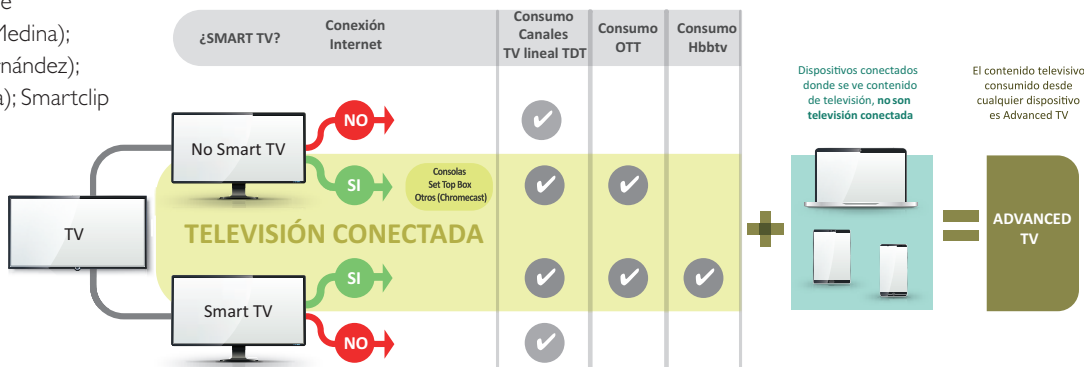 e
Medina);
rnández);
a); Smartclip
¿SMART TV?
Conexión
Internet
Consumo
Canales
TV lineal TDT
Consumo
OTT
Consumo
Hbbtv
No Smart TV
NO
SI
Consolas
Set Top Box
Otros (Chromecast)
TV
TELEVISIÓN CONECTADA
Smart TV
SI
NO
Dispositivos conectados
donde se ve contenido
de televisión, no son
televisión conectada
El contenido televisivo
consumido desde
cualquier dispositivo
es Advanced TV
ADVANCED
TV